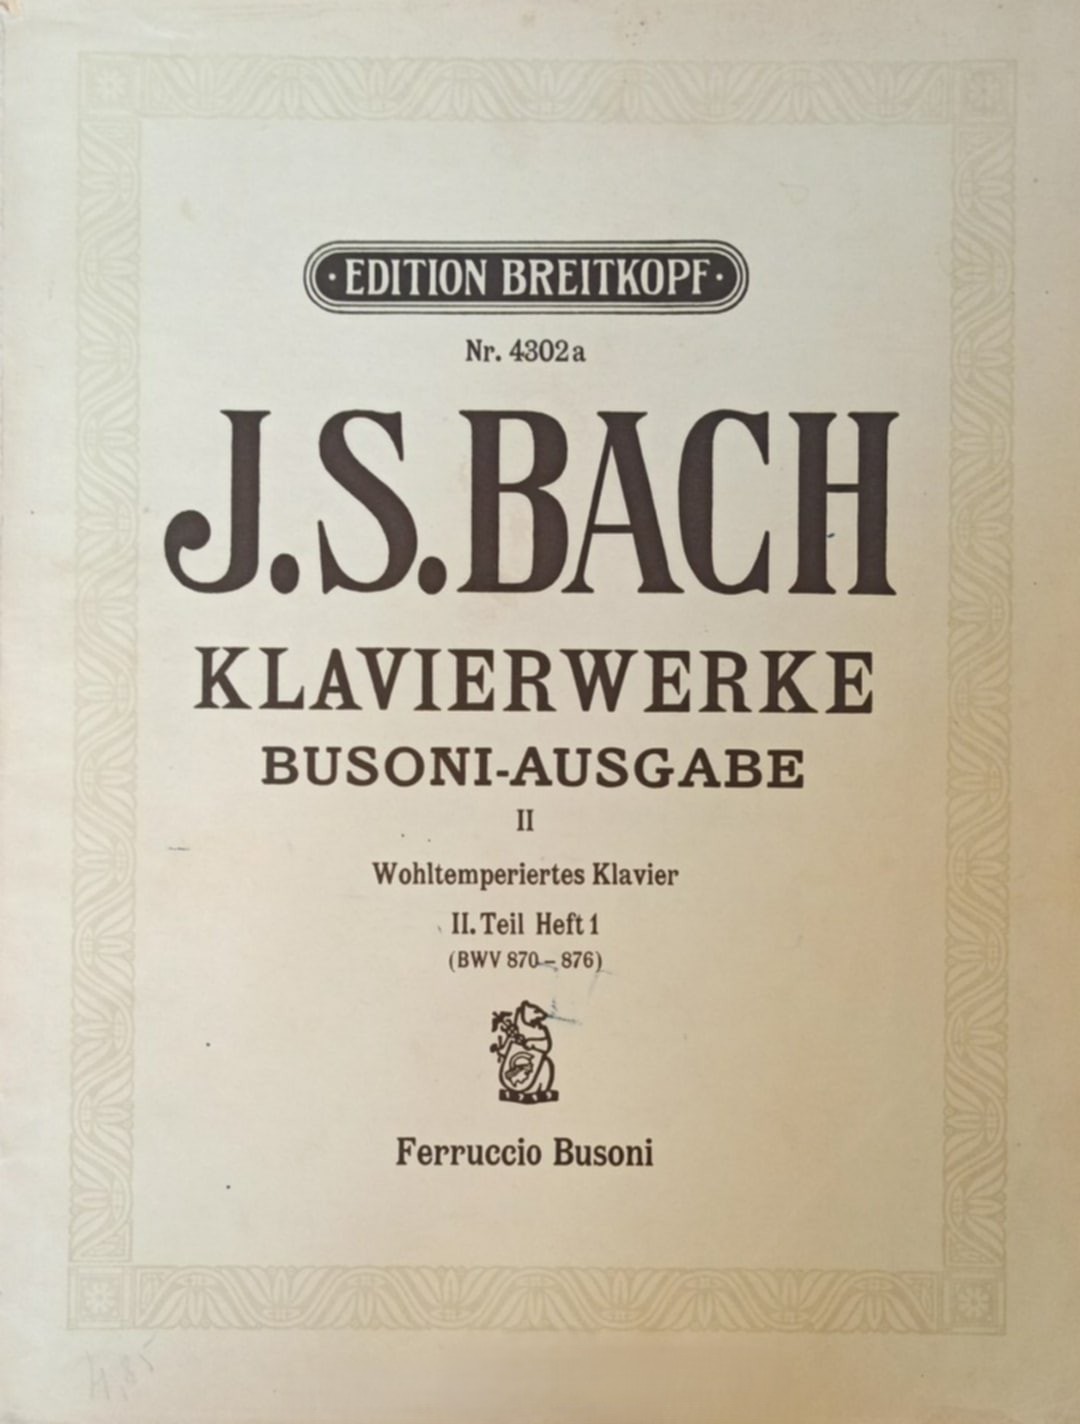 · EDITION BREITKOPF ·
Nr. 4302a
J.S.BACH
KLAVIERWERKE
BUSONI-AUSGABE
II
Wohltemperiertes Klavier
II. Teil Heft 1
(BWV 870 – 876)
Ferruccio Busoni